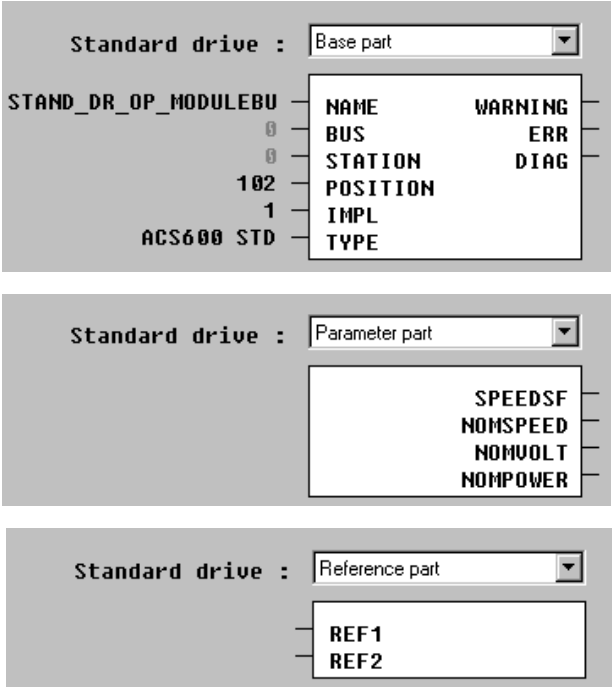 Standard drive : Base part
STAND_DR_OP_MODULEBU NAME WARNING
0 BUS ERR
0 STATION DIAG
102 POSITION
1 IMPL
ACS600 STD TYPE
Standard drive : Parameter part
SPEEDSF
NOMSPEED
NOMVOLT
NOMPOWER
Standard drive : Reference part
REF1
REF2